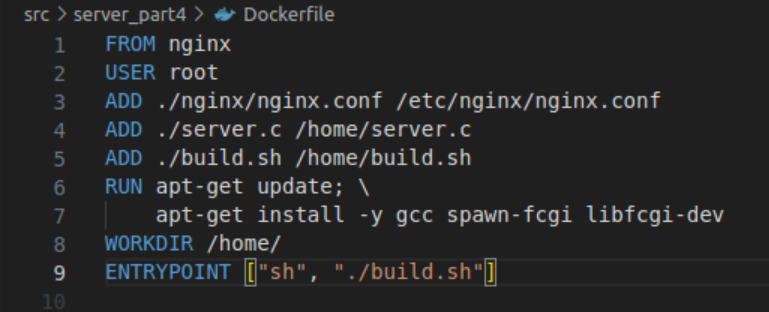 src > server_part4 > Dockerfile
1 FROM nginx
2 USER root
3 ADD ./nginx/nginx.conf /etc/nginx/nginx.conf
4 ADD ./server.c /home/server.c
5 ADD ./build.sh /home/build.sh
6 RUN apt-get update; \
7     apt-get install -y gcc spawn-fcgi libfcgi-dev
8 WORKDIR /home/
9 ENTRYPOINT ["sh", "./build.sh"]
10